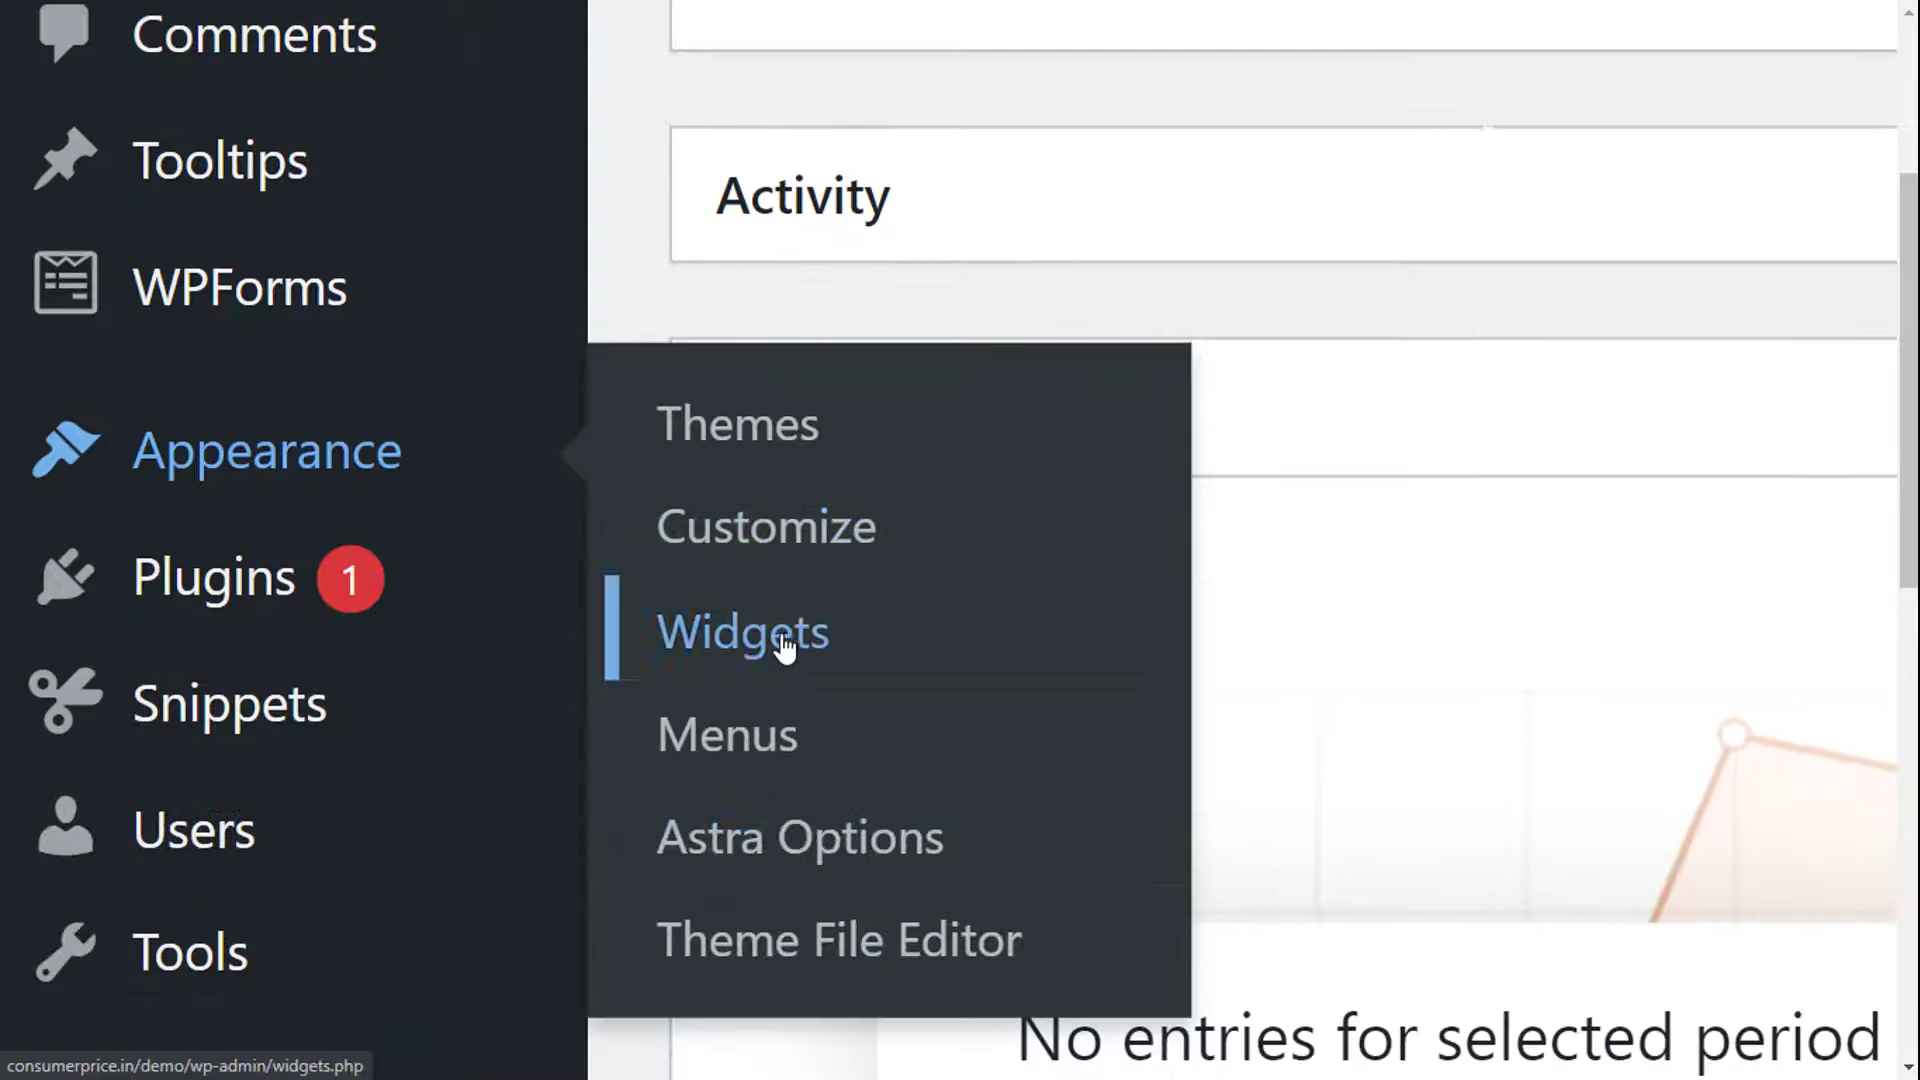 Comments
Tooltips
WPForms
Appearance
Plugins 1
Snippets
Users
Tools
Themes
Customize
Widgets
Menus
Astra Options
Theme File Editor
Activity
No entries for selected period
consumerprice.in/demo/wp-admin/widgets.php